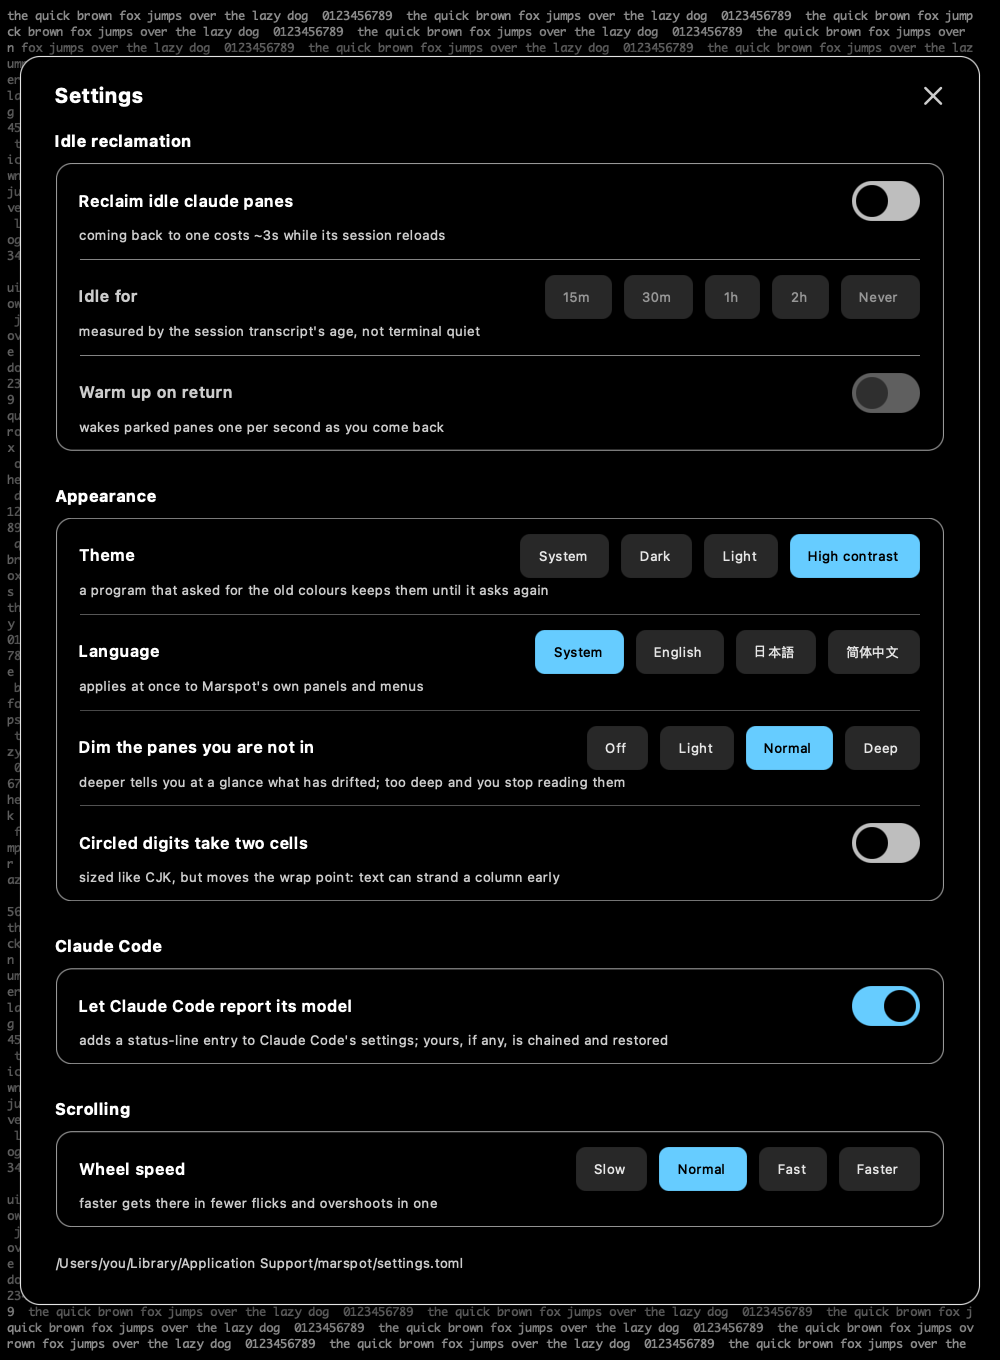 the quick brown fox jumps over the lazy dog  0123456789  the quick brown fox jumps over the lazy dog  0123456789  the quick brown fox jump
ck brown fox jumps over the lazy dog  0123456789  the quick brown fox jumps over the lazy dog  0123456789  the quick brown fox jumps over
n fox jumps over the lazy dog  0123456789  the quick brown fox jumps over the lazy dog  0123456789  the quick brown fox jumps over the laz
Settings
Idle reclamation
Reclaim idle claude panes
coming back to one costs ~3s while its session reloads
Idle for 15m 30m 1h 2h Never
measured by the session transcript's age, not terminal quiet
Warm up on return
wakes parked panes one per second as you come back
Appearance
Theme System Dark Light High contrast
a program that asked for the old colours keeps them until it asks again
Language System English 日本語 简体中文
applies at once to Marspot's own panels and menus
Dim the panes you are not in Off Light Normal Deep
deeper tells you at a glance what has drifted; too deep and you stop reading them
Circled digits take two cells
sized like CJK, but moves the wrap point: text can strand a column early
Claude Code
Let Claude Code report its model
adds a status-line entry to Claude Code's settings; yours, if any, is chained and restored
Scrolling
Wheel speed Slow Normal Fast Faster
faster gets there in fewer flicks and overshoots in one
/Users/you/Library/Application Support/marspot/settings.toml
9  the quick brown fox jumps over the lazy dog  0123456789  the quick brown fox jumps over the lazy dog  0123456789  the quick brown fox j
quick brown fox jumps over the lazy dog  0123456789  the quick brown fox jumps over the lazy dog  0123456789  the quick brown fox jumps ov
rown fox jumps over the lazy dog  0123456789  the quick brown fox jumps over the lazy dog  0123456789  the quick brown fox jumps over the